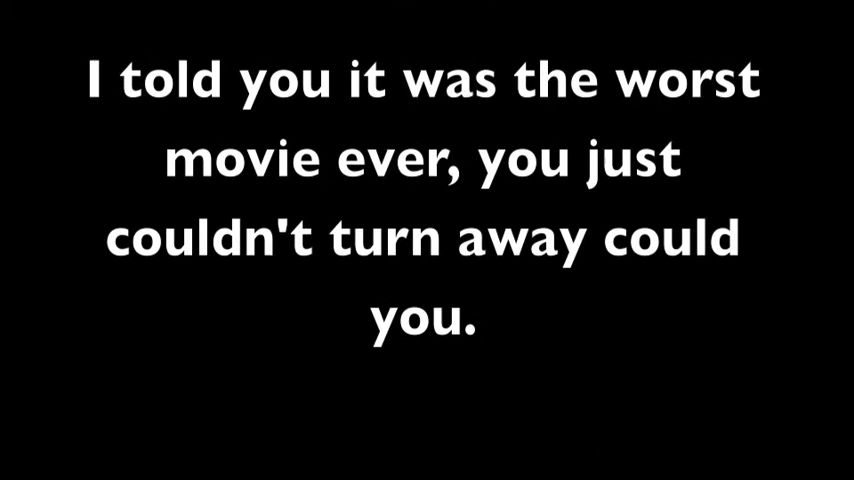 I told you it was the worst
movie ever, you just
couldn't turn away could
you.